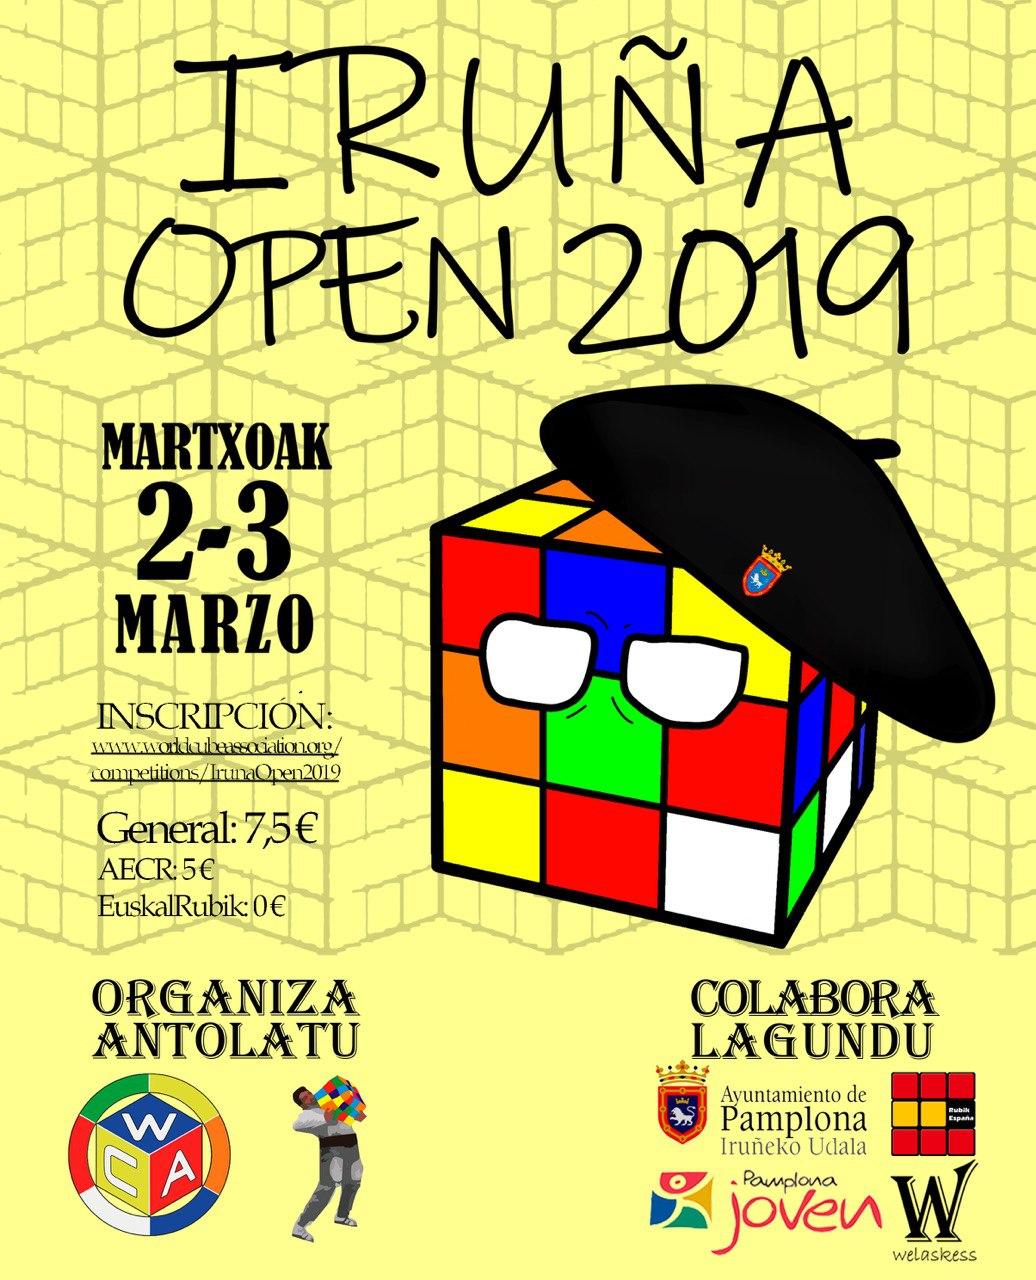 IRUÑA
OPEN 2019
MARTXOAK
2-3
MARZO
INSCRIPCIÓN:
www.worldcubeassociation.org/
competitions/IrunaOpen2019
General: 7,5 €
AECR: 5 €
EuskalRubik: 0 €
ORGANIZA
ANTOLATU
WCA
COLABORA
LAGUNDU
Ayuntamiento de
Pamplona
Iruñeko Udala
Rubik
España
Pamplona
joven
W
welaskess